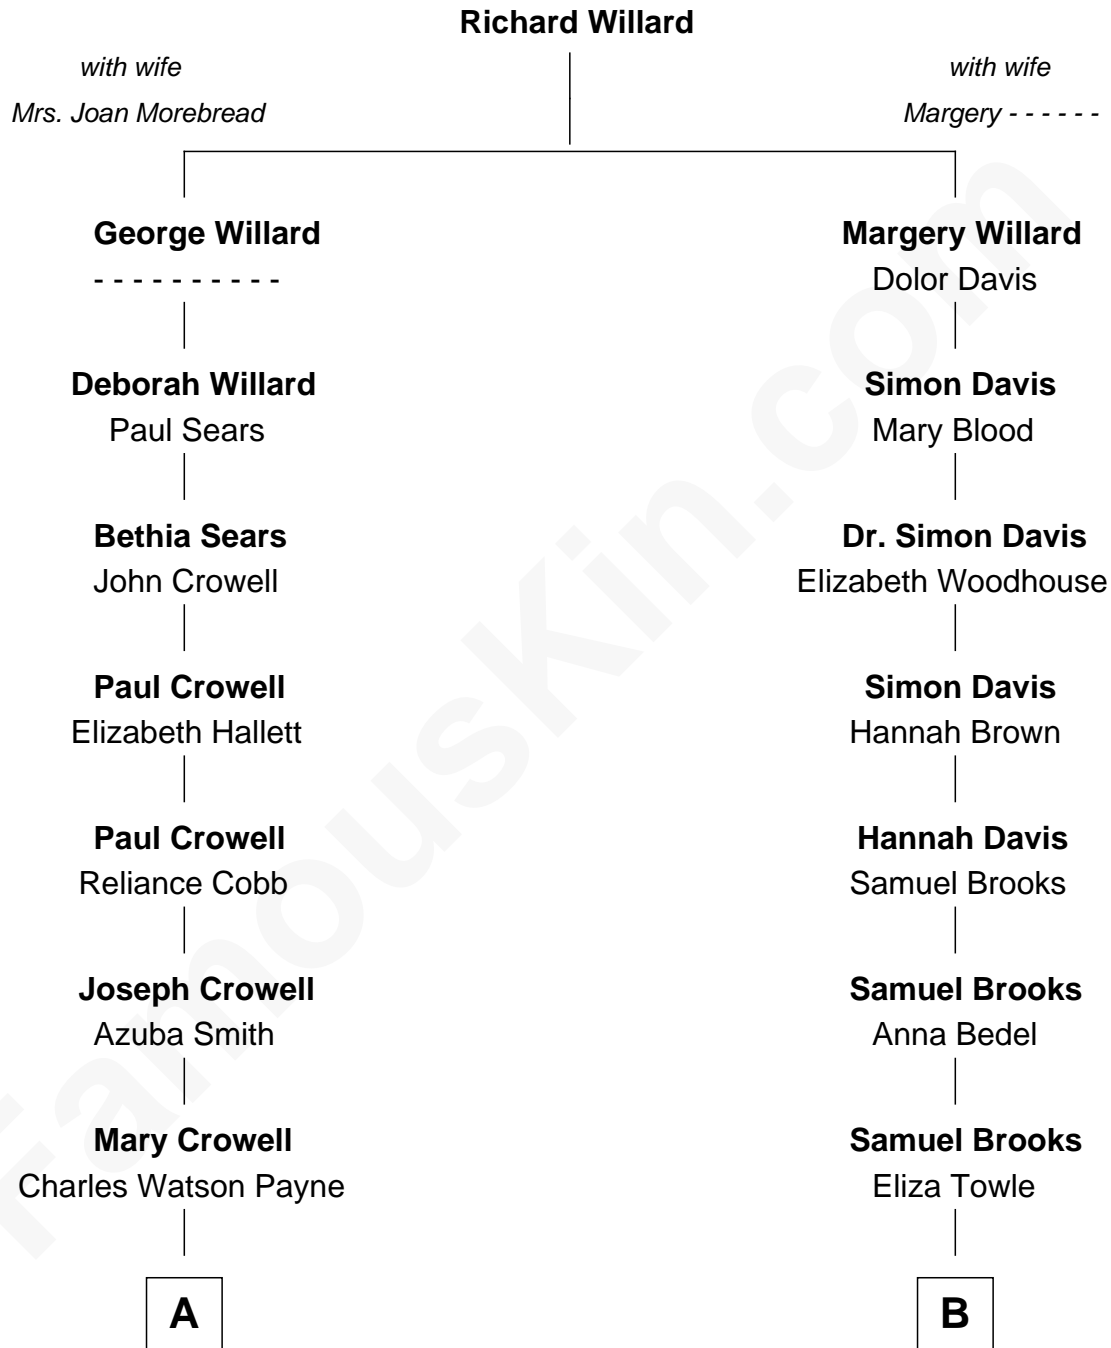 Richard Willard
with wife
Mrs. Joan Morebread
with wife
Margery - - - - - -
George Willard
- - - - - - - - - -
Margery Willard
Dolor Davis
Deborah Willard
Paul Sears
Simon Davis
Mary Blood
Bethia Sears
John Crowell
Dr. Simon Davis
Elizabeth Woodhouse
Paul Crowell
Elizabeth Hallett
Simon Davis
Hannah Brown
Paul Crowell
Reliance Cobb
Hannah Davis
Samuel Brooks
Joseph Crowell
Azuba Smith
Samuel Brooks
Anna Bedel
Mary Crowell
Charles Watson Payne
Samuel Brooks
Eliza Towle
A
B
FamousKin.com